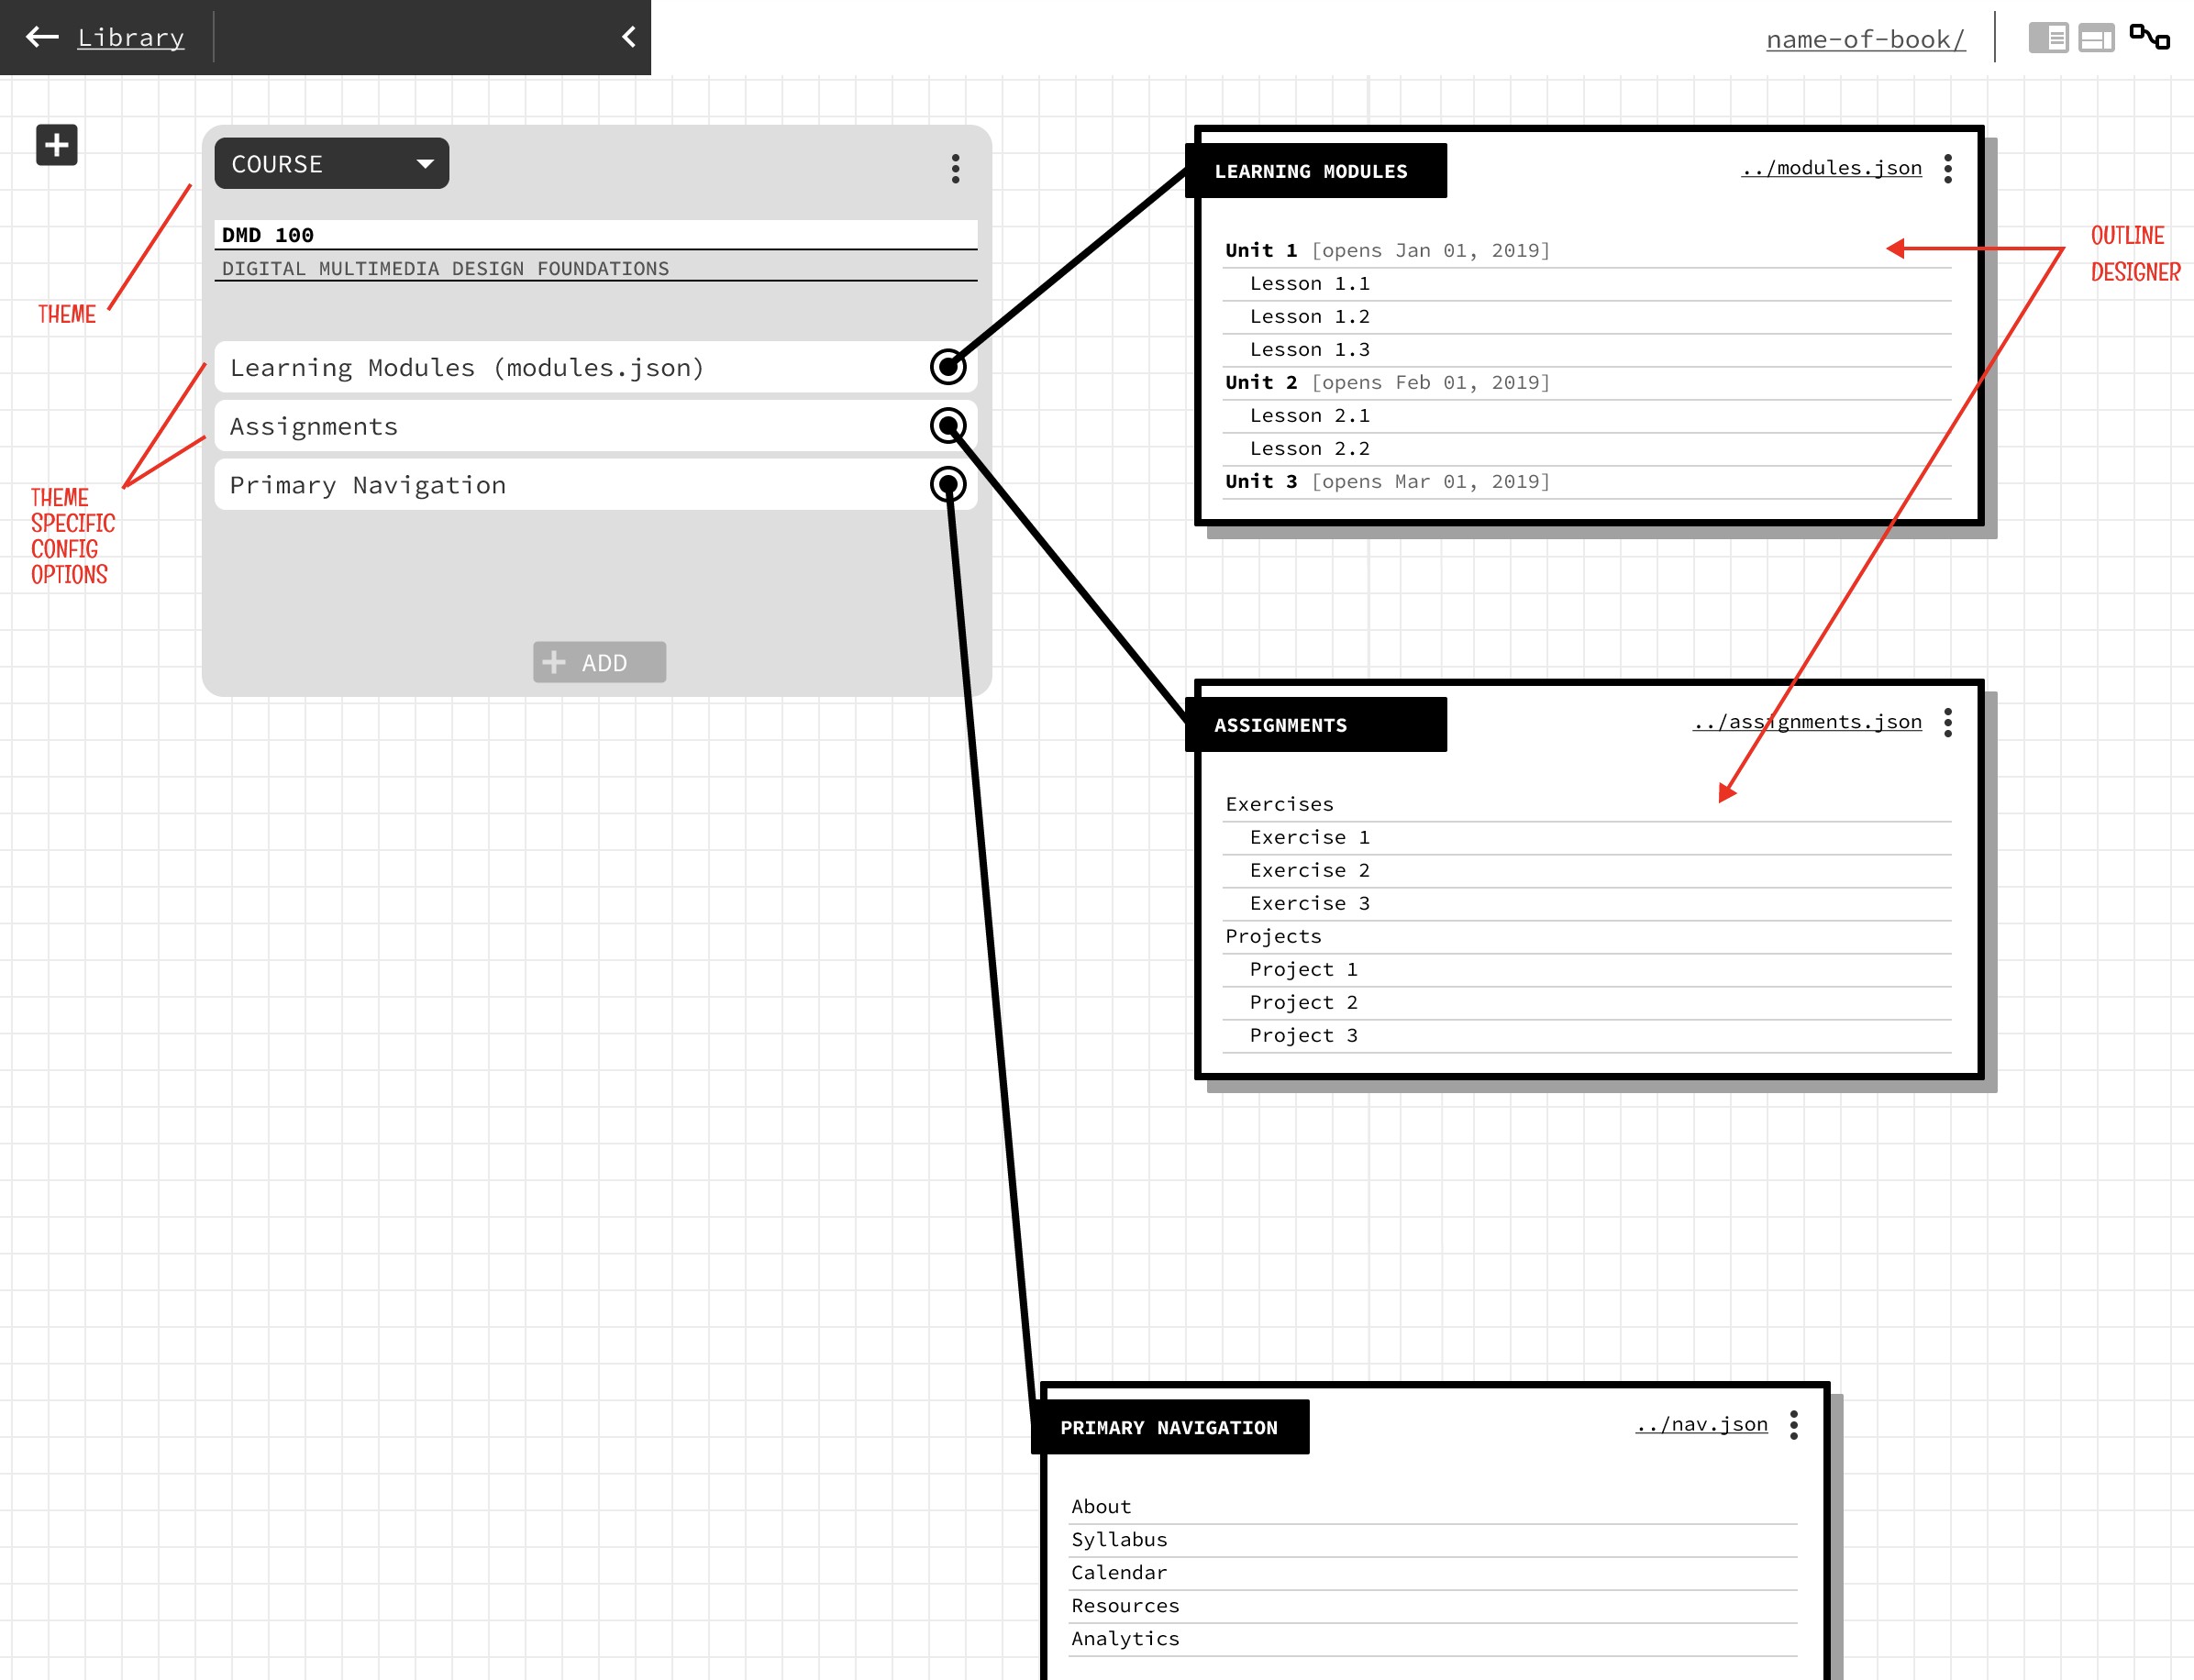 Library
name-of-book/
COURSE
DMD 100
DIGITAL MULTIMEDIA DESIGN FOUNDATIONS
THEME
Learning Modules (modules.json)
Assignments
Primary Navigation
THEME
SPECIFIC
CONFIG
OPTIONS
ADD
LEARNING MODULES
../modules.json
Unit 1 [opens Jan 01, 2019]
Lesson 1.1
Lesson 1.2
Lesson 1.3
Unit 2 [opens Feb 01, 2019]
Lesson 2.1
Lesson 2.2
Unit 3 [opens Mar 01, 2019]
OUTLINE
DESIGNER
ASSIGNMENTS
../assignments.json
Exercises
Exercise 1
Exercise 2
Exercise 3
Projects
Project 1
Project 2
Project 3
PRIMARY NAVIGATION
../nav.json
About
Syllabus
Calendar
Resources
Analytics